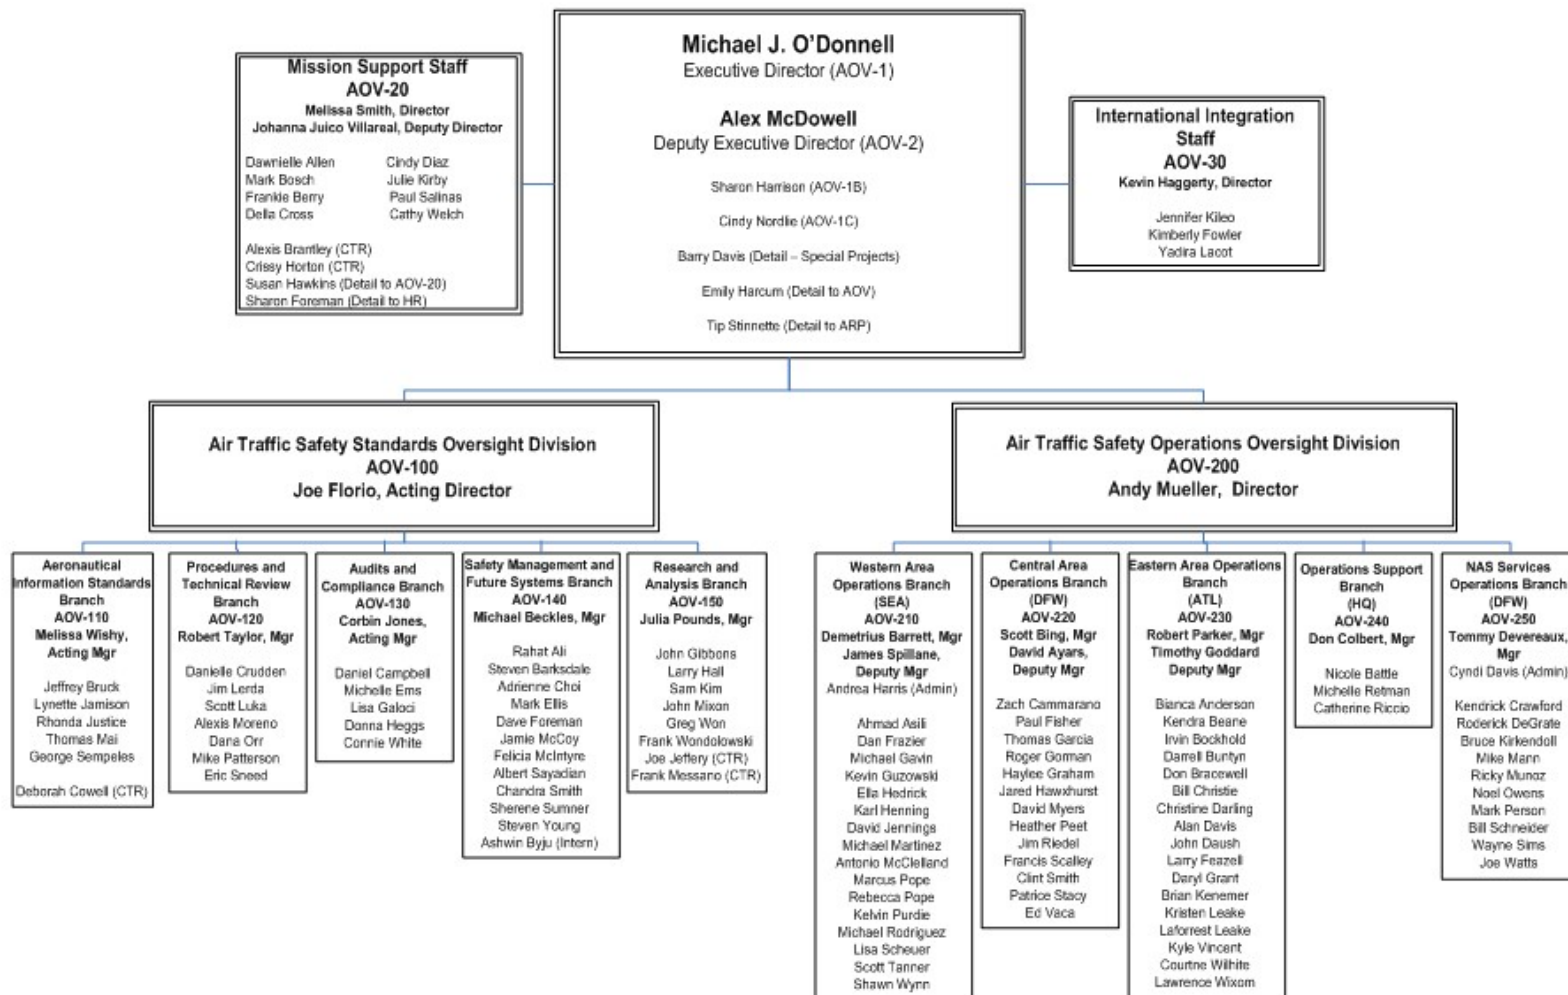 Michael J. O'Donnell
Executive Director (AOV-1)
Alex McDowell
Deputy Executive Director (AOV-2)
Sharon Harrison (AOV-1B)
Cindy Nordlie (AOV-1C)
Barry Davis (Detail – Special Projects)
Emily Harcum (Detail to AOV)
Tip Stinnette (Detail to ARP)
Mission Support Staff
AOV-20
Melissa Smith, Director
Johanna Juico Villareal, Deputy Director
Dawnielle Allen Cindy Diaz
Mark Bosch Julie Kirby
Frankie Berry Paul Salinas
Della Cross Cathy Welch
Alexis Brantley (CTR)
Crissy Horton (CTR)
Susan Hawkins (Detail to AOV-20)
Sharon Foreman (Detail to HR)
International Integration
Staff
AOV-30
Kevin Haggerty, Director
Jennifer Kileo
Kimberly Fowler
Yadira Lacot
Air Traffic Safety Standards Oversight Division
AOV-100
Joe Florio, Acting Director
Air Traffic Safety Operations Oversight Division
AOV-200
Andy Mueller, Director
Aeronautical
Information Standards
Branch
AOV-110
Melissa Wishy,
Acting Mgr
Jeffrey Bruck
Lynette Jamison
Rhonda Justice
Thomas Mai
George Sempeles
Deborah Cowell (CTR)
Procedures and
Technical Review
Branch
AOV-120
Robert Taylor, Mgr
Danielle Crudden
Jim Lerda
Scott Luka
Alexis Moreno
Dana Orr
Mike Patterson
Eric Sneed
Audits and
Compliance Branch
AOV-130
Corbin Jones,
Acting Mgr
Daniel Campbell
Michelle Ems
Lisa Galoci
Donna Heggs
Connie White
Safety Management and
Future Systems Branch
AOV-140
Michael Beckles, Mgr
Rahat Ali
Steven Barksdale
Adrienne Choi
Mark Ellis
Dave Foreman
Jamie McCoy
Felicia McIntyre
Albert Sayadian
Chandra Smith
Sherene Sumner
Steven Young
Ashwin Byju (Intern)
Research and
Analysis Branch
AOV-150
Julia Pounds, Mgr
John Gibbons
Larry Hall
Sam Kim
John Mixon
Greg Won
Frank Wondolowski
Joe Jeffery (CTR)
Frank Messano (CTR)
Western Area
Operations Branch
(SEA)
AOV-210
Demetrius Barrett, Mgr
James Spillane,
Deputy Mgr
Andrea Harris (Admin)
Ahmad Asili
Dan Frazier
Michael Gavin
Kevin Guzowski
Ella Hedrick
Karl Henning
David Jennings
Michael Martinez
Antonio McClelland
Marcus Pope
Rebecca Pope
Kelvin Purdie
Michael Rodriguez
Lisa Scheuer
Scott Tanner
Shawn Wynn
Central Area
Operations Branch
(DFW)
AOV-220
Scott Bing, Mgr
David Ayars,
Deputy Mgr
Zach Cammarano
Paul Fisher
Thomas Garcia
Roger Gorman
Haylee Graham
Jared Hawxhurst
David Myers
Heather Peet
Jim Riedel
Francis Scalley
Clint Smith
Patrice Stacy
Ed Vaca
Eastern Area Operations
Branch
(ATL)
AOV-230
Robert Parker, Mgr
Timothy Goddard
Deputy Mgr
Bianca Anderson
Kendra Beane
Irvin Bockhold
Darrell Buntyn
Don Bracewell
Bill Christie
Christine Darling
Alan Davis
John Daush
Larry Feazell
Daryl Grant
Brian Kenemer
Kristen Leake
Laforrest Leake
Kyle Vincent
Courtne Wilhite
Lawrence Wixom
Operations Support
Branch
(HQ)
AOV-240
Don Colbert, Mgr
Nicole Battle
Michelle Retman
Catherine Riccio
NAS Services
Operations Branch
(DFW)
AOV-250
Tommy Devereaux,
Mgr
Cyndi Davis (Admin)
Kendrick Crawford
Roderick DeGrate
Bruce Kirkendoll
Mike Mann
Ricky Munoz
Noel Owens
Mark Person
Bill Schneider
Wayne Sims
Joe Watts